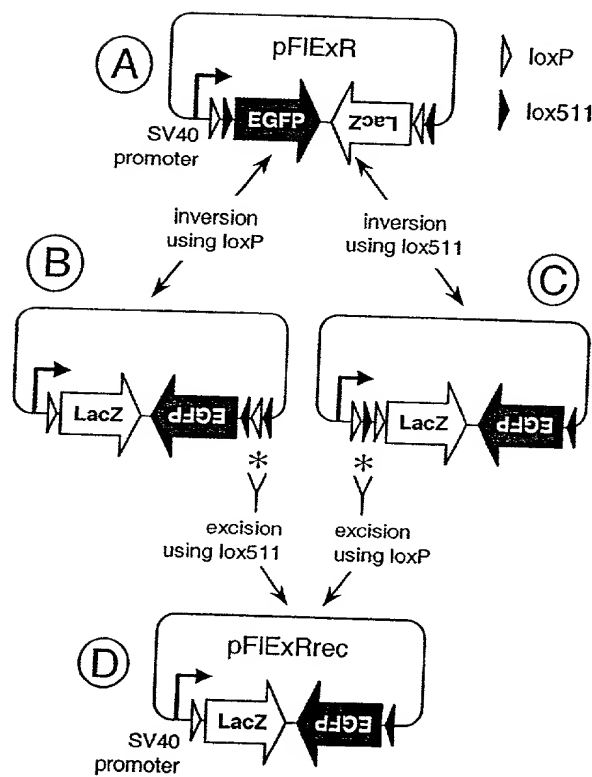 A
pFlExR
loxP
lox511
EGFP
LacZ
SV40
promoter
inversion
using loxP
inversion
using lox511
B
C
LacZ
EGFP
LacZ
EGFP
*
*
excision
using lox511
excision
using loxP
D
pFlExRrec
LacZ
EGFP
SV40
promoter